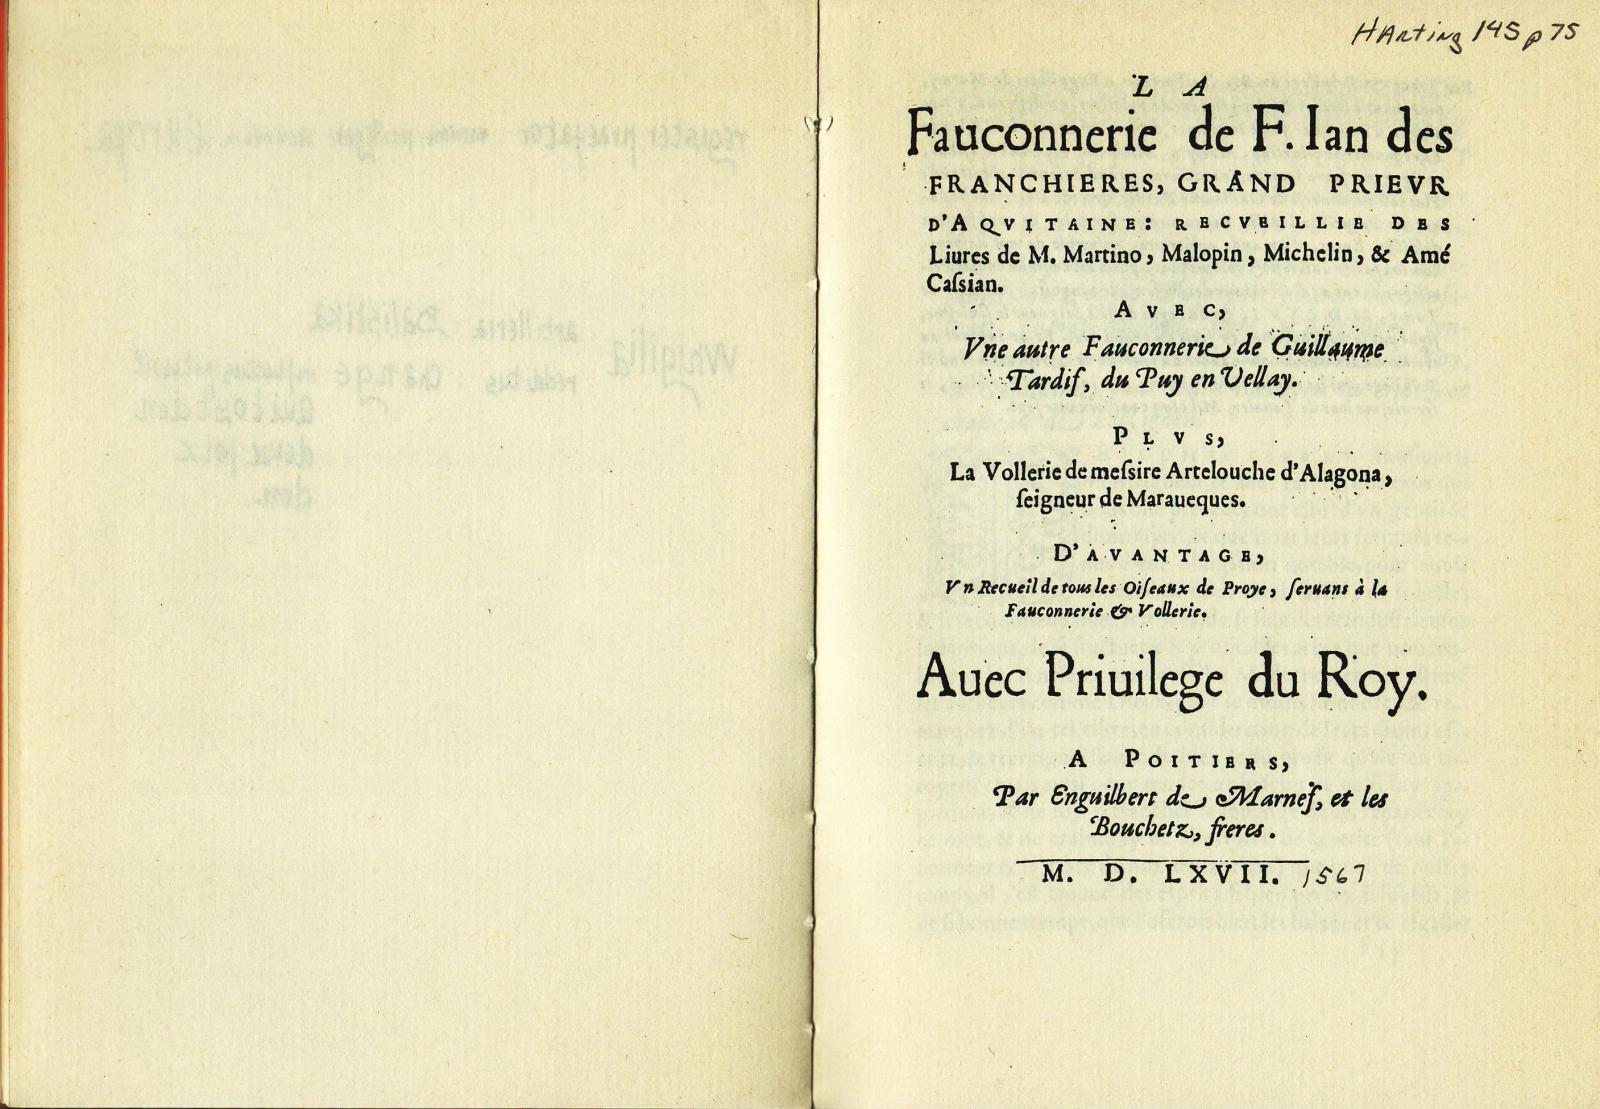 HArting 145 p 75
L A
Fauconnerie de F. Ian des
FRANCHIERES, GRAND PRIEVR
D'AQVITAINE: RECVEILLIE DES
Liures de M. Martino, Malopin, Michelin, & Amé
Caſsian.
AVEC,
Vne autre Fauconnerie de Guillaume
Tardif, du Puy en Vellay.
PLVS,
La Vollerie de meſsire Artelouche d'Alagona,
ſeigneur de Maraueques.
D'AVANTAGE,
Vn Recueil de tous les Oiſeaux de Proye, ſeruans à la
Fauconnerie & Vollerie.
Auec Priuilege du Roy.
A POITIERS,
Par Enguilbert de Marnef, et les
Bouchetz, freres.
M. D. LXVII. 1567